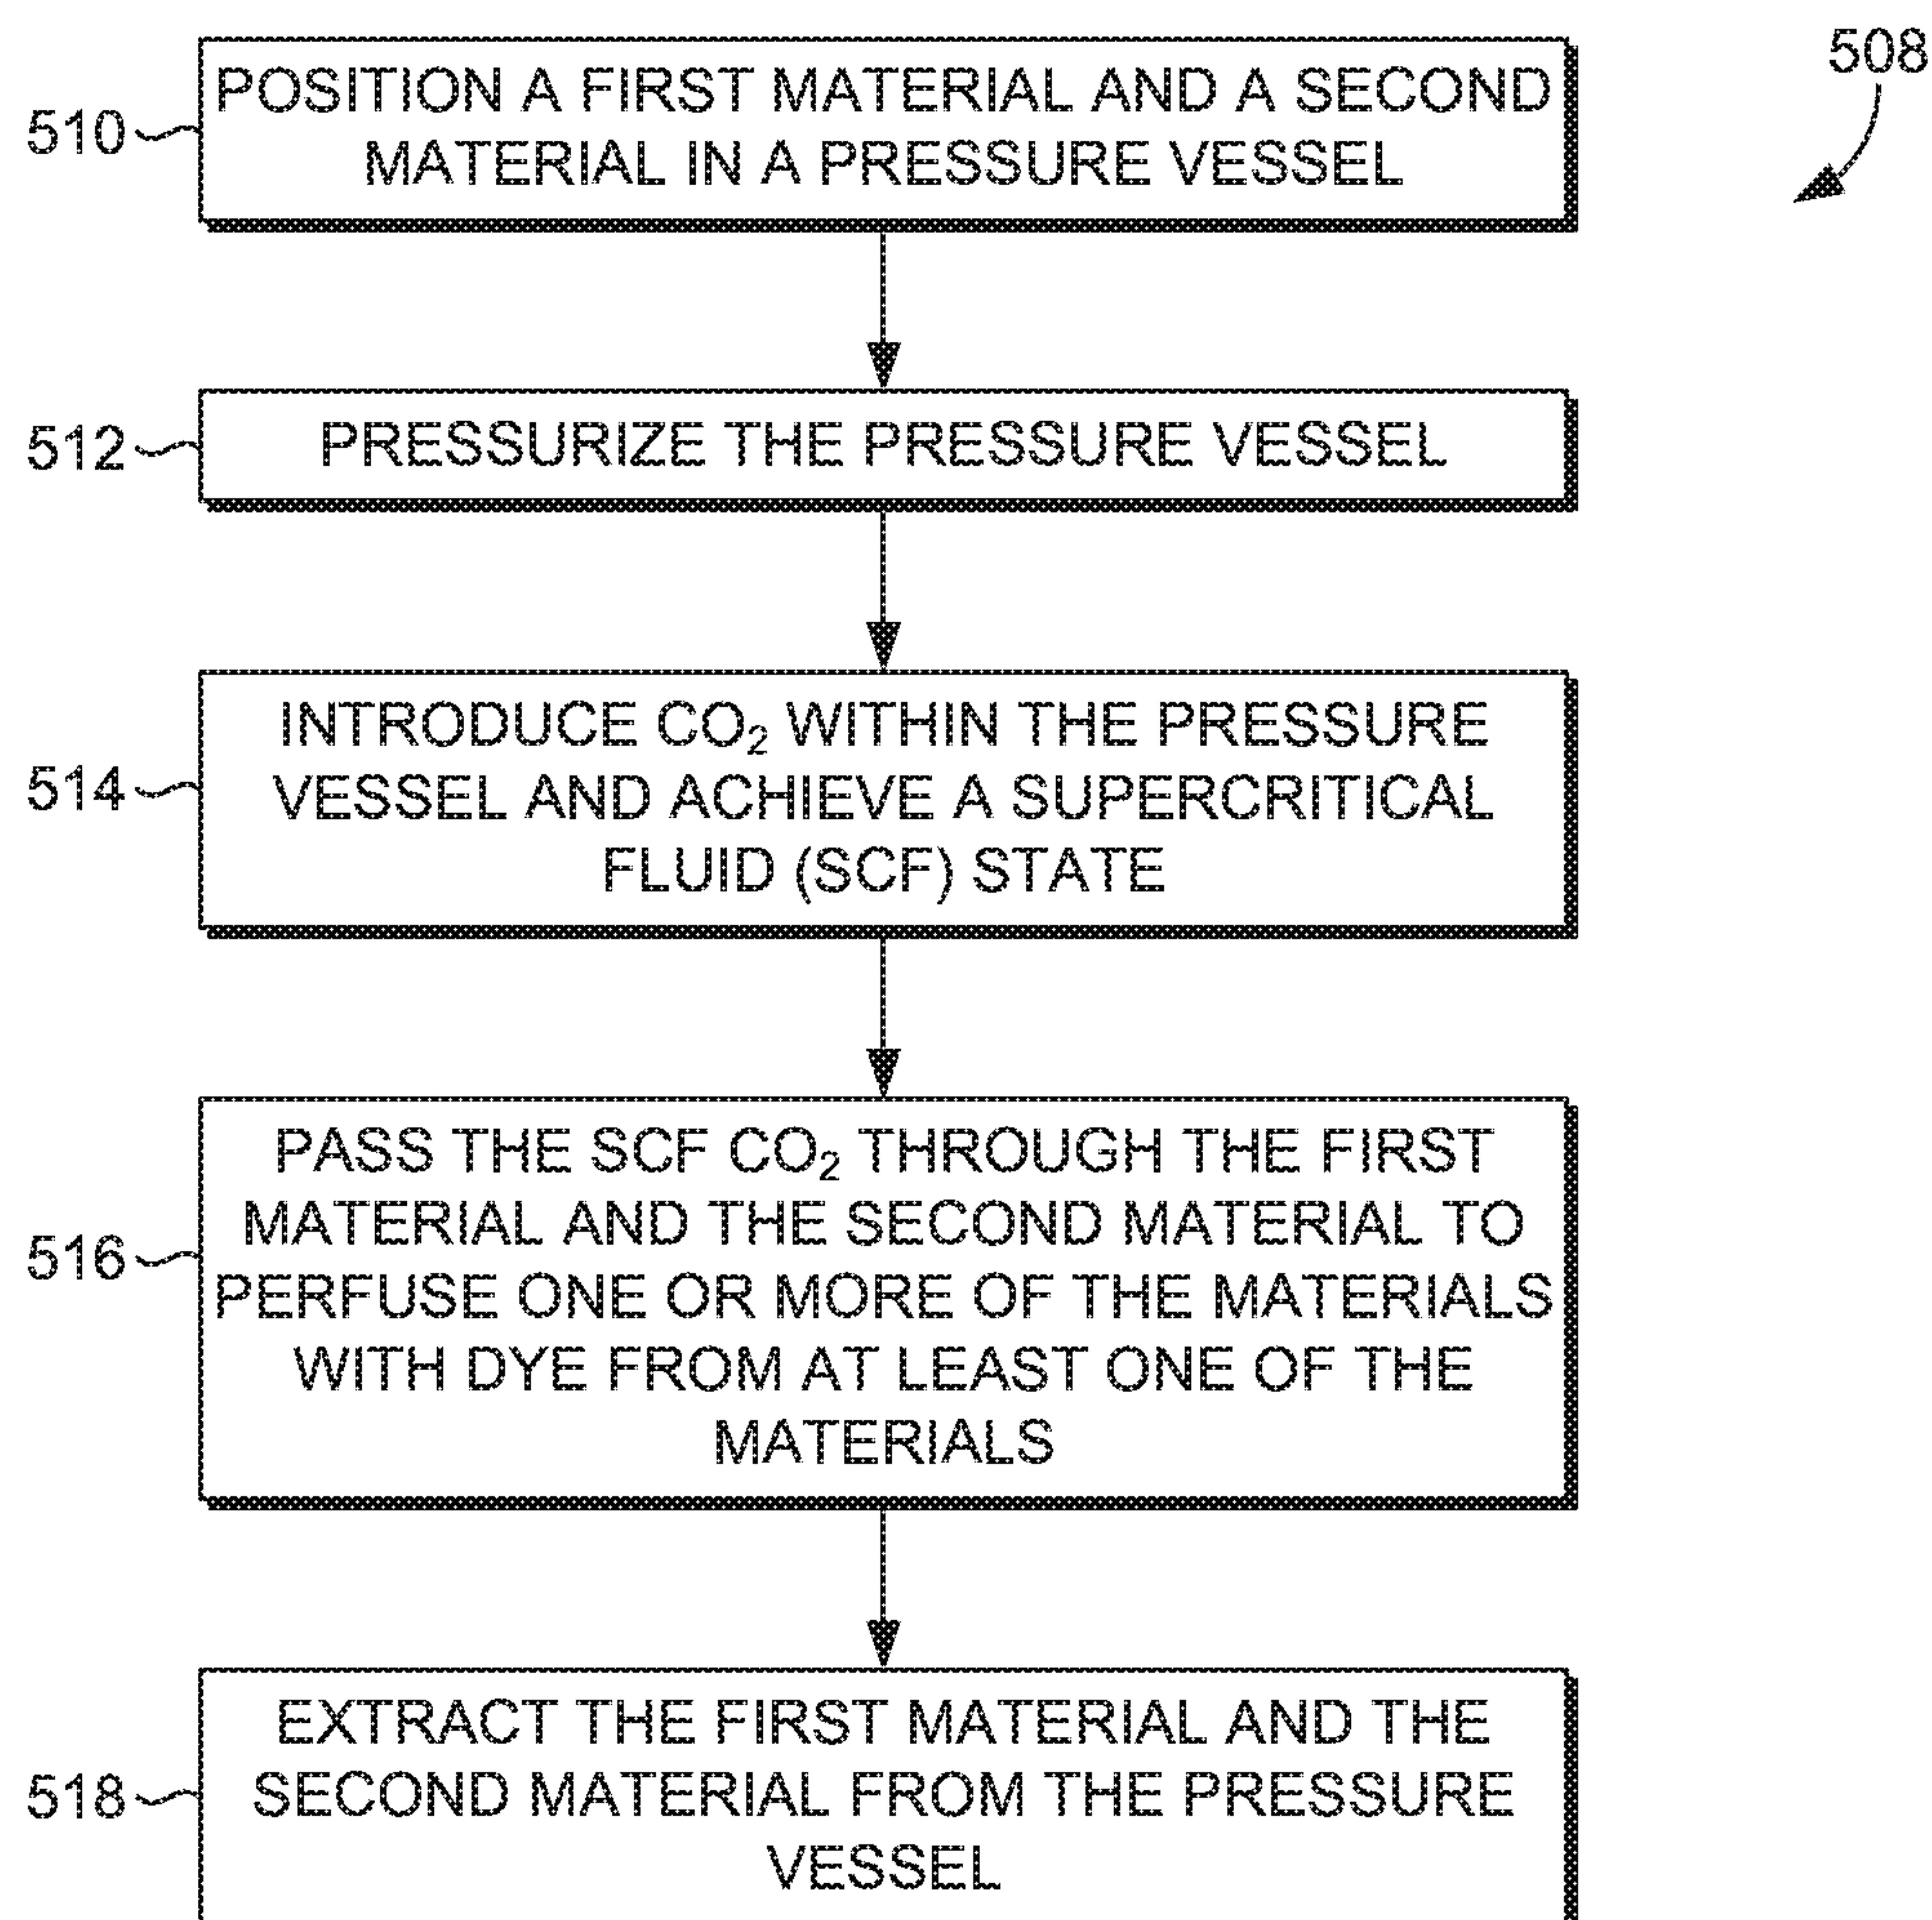 508
510
POSITION A FIRST MATERIAL AND A SECOND
MATERIAL IN A PRESSURE VESSEL
512
PRESSURIZE THE PRESSURE VESSEL
514
INTRODUCE CO₂ WITHIN THE PRESSURE
VESSEL AND ACHIEVE A SUPERCRITICAL
FLUID (SCF) STATE
516
PASS THE SCF CO₂ THROUGH THE FIRST
MATERIAL AND THE SECOND MATERIAL TO
PERFUSE ONE OR MORE OF THE MATERIALS
WITH DYE FROM AT LEAST ONE OF THE
MATERIALS
518
EXTRACT THE FIRST MATERIAL AND THE
SECOND MATERIAL FROM THE PRESSURE
VESSEL